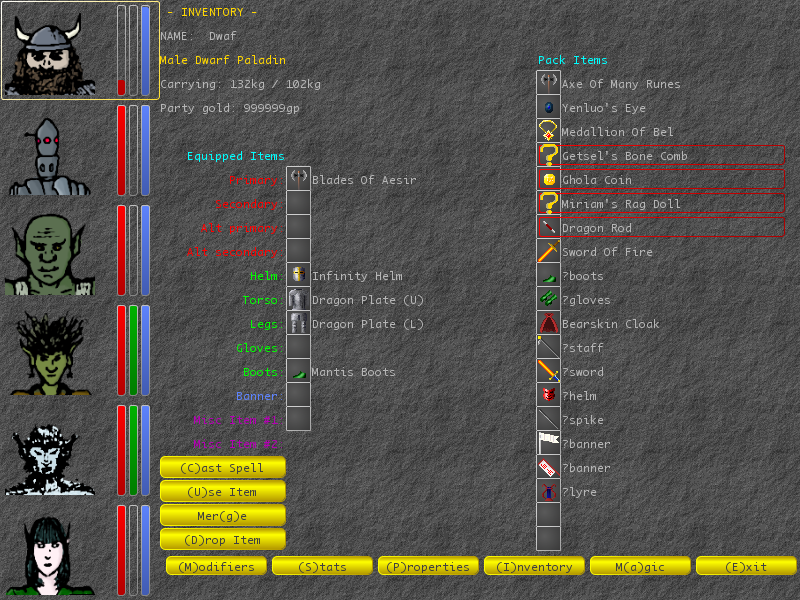 - INVENTORY -
NAME: Dwaf
Male Dwarf Paladin
Carrying: 132kg / 102kg
Party gold: 999999gp
Equipped Items
Primary Blades Of Aesir
Secondary
Alt primary
Alt secondary
Helm Infinity Helm
Torso Dragon Plate (U)
Legs Dragon Plate (L)
Gloves
Boots Mantis Boots
Banner
Misc Item #1
Misc Item #2
Pack Items
Axe Of Many Runes
Yenluo's Eye
Medallion Of Bel
Getsel's Bone Comb
Ghola Coin
Miriam's Rag Doll
Dragon Rod
Sword Of Fire
?boots
?gloves
Bearskin Cloak
?staff
?sword
?helm
?spike
?banner
?banner
?lyre
(C)ast Spell
(U)se Item
Mer(g)e
(D)rop Item
(M)odifiers (S)tats (P)roperties (I)nventory M(a)gic (E)xit